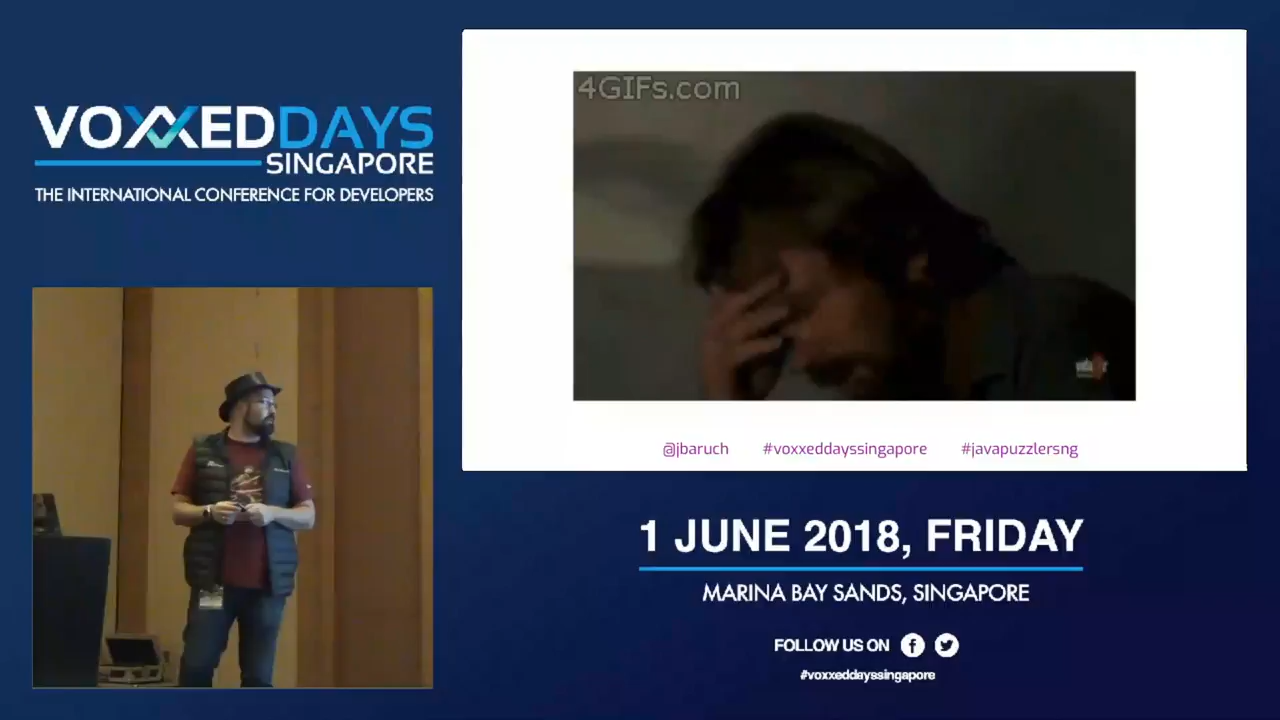 VOXXEDDAYS
SINGAPORE
THE INTERNATIONAL CONFERENCE FOR DEVELOPERS
4GIFs.com
@jbaruch #voxxeddayssingapore #javapuzzlersng
1 JUNE 2018, FRIDAY
MARINA BAY SANDS, SINGAPORE
FOLLOW US ON
#voxxeddayssingapore